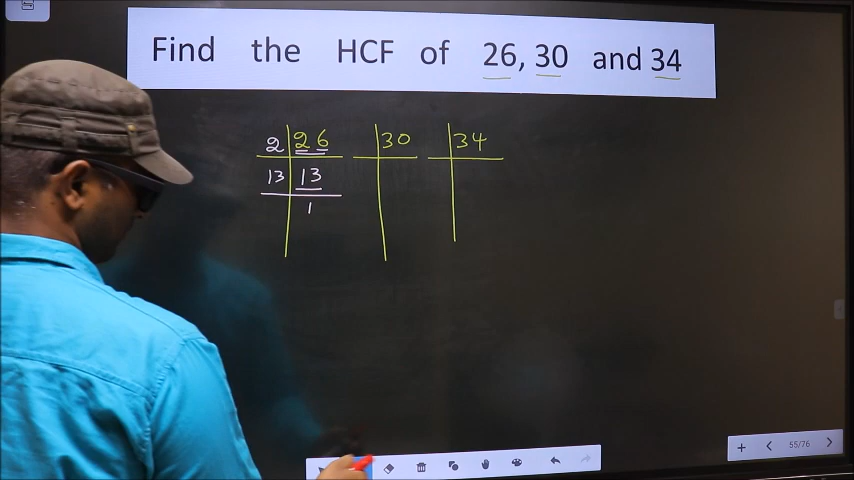 Find the HCF of 26, 30 and 34
2 26 30 34
13 13
1
55/76